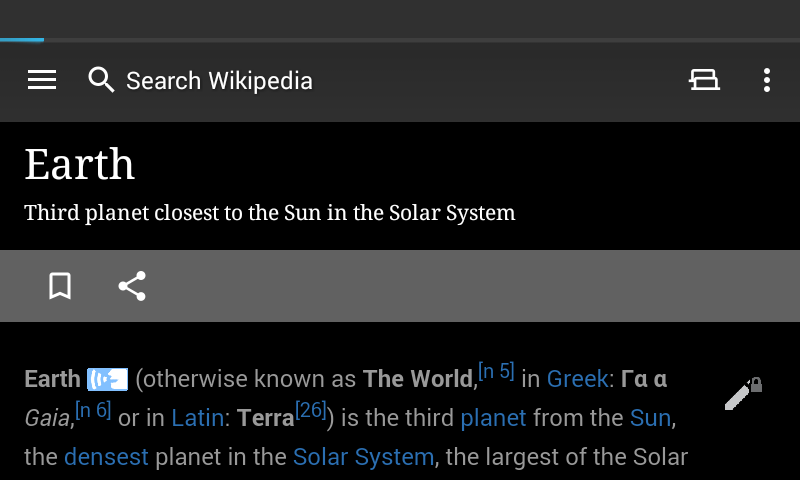 Search Wikipedia
Earth
Third planet closest to the Sun in the Solar System
Earth (otherwise known as The World,[n 5] in Greek: Γα α
Gaia,[n 6] or in Latin: Terra[26]) is the third planet from the Sun,
the densest planet in the Solar System, the largest of the Solar